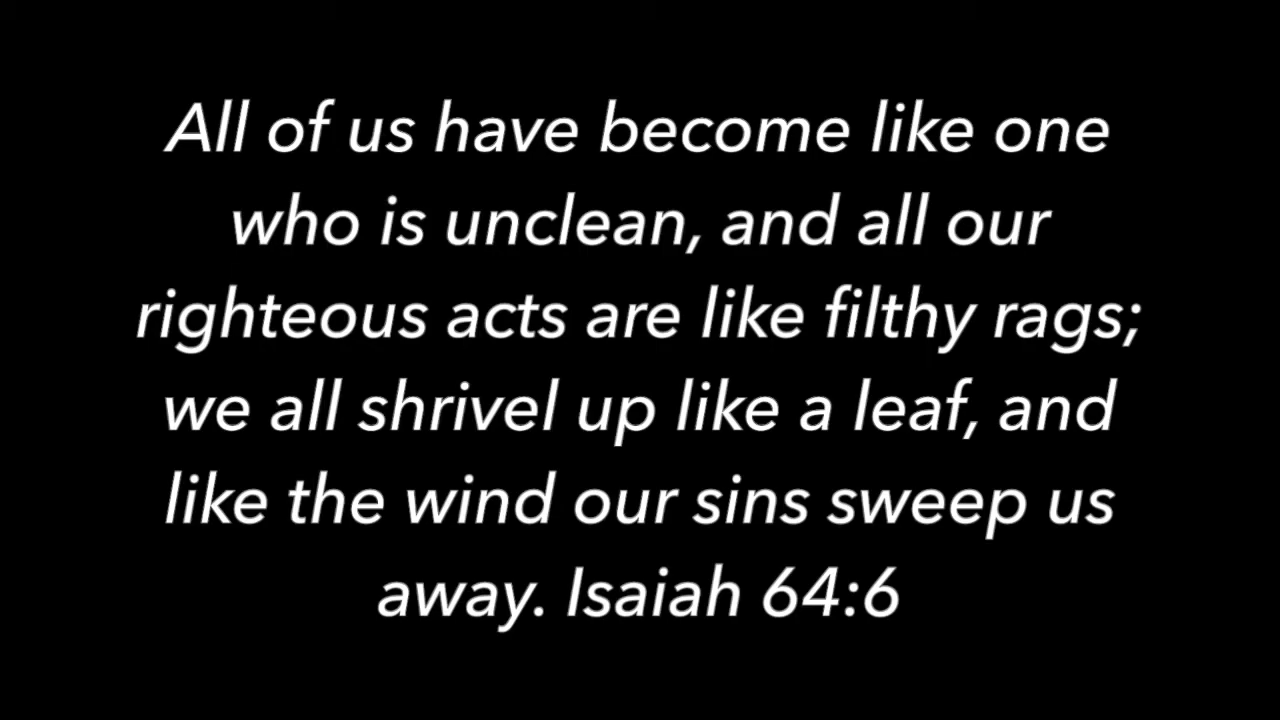 All of us have become like one
who is unclean, and all our
righteous acts are like filthy rags;
we all shrivel up like a leaf, and
like the wind our sins sweep us
away. Isaiah 64:6